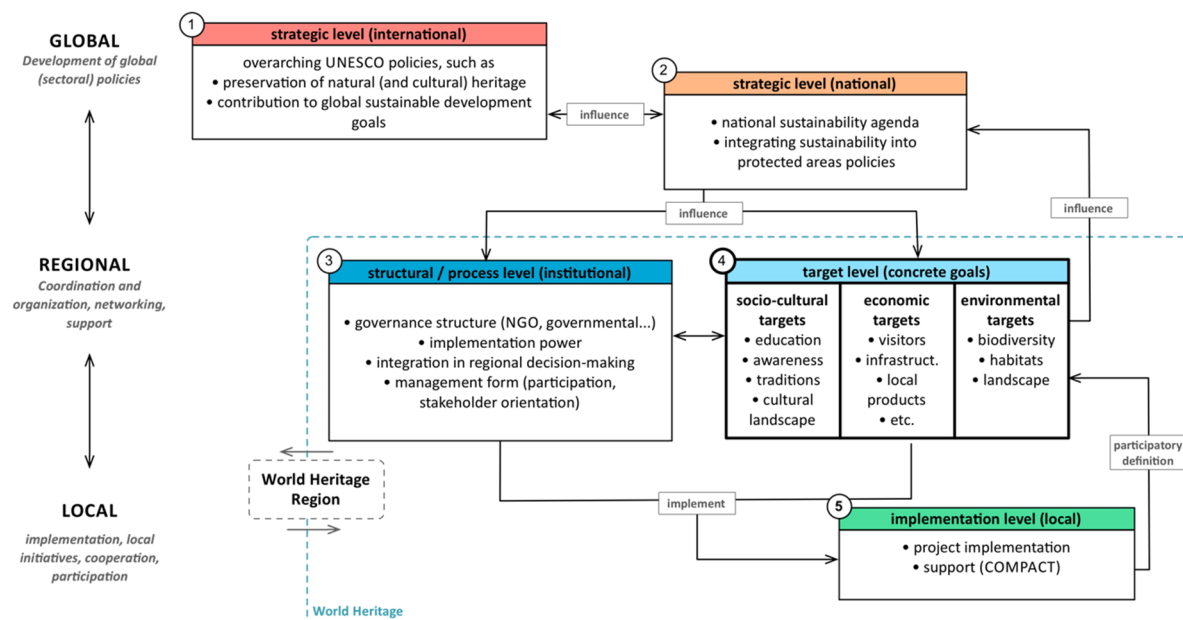 GLOBAL
Development of global
(sectoral) policies
REGIONAL
Coordination and
organization, networking,
support
LOCAL
implementation, local
initiatives, cooperation,
participation
1
strategic level (international)
overarching UNESCO policies, such as
• preservation of natural (and cultural) heritage
• contribution to global sustainable development
goals
influence
2
strategic level (national)
• national sustainability agenda
• integrating sustainability into
protected areas policies
influence
influence
3
structural / process level (institutional)
• governance structure (NGO, governmental...)
• implementation power
• integration in regional decision-making
• management form (participation,
stakeholder orientation)
4
target level (concrete goals)
socio-cultural
targets
• education
• awareness
• traditions
• cultural
landscape
economic
targets
• visitors
• infrastruct.
• local
products
• etc.
environmental
targets
• biodiversity
• habitats
• landscape
participatory
definition
World Heritage
Region
implement
5
implementation level (local)
• project implementation
• support (COMPACT)
World Heritage